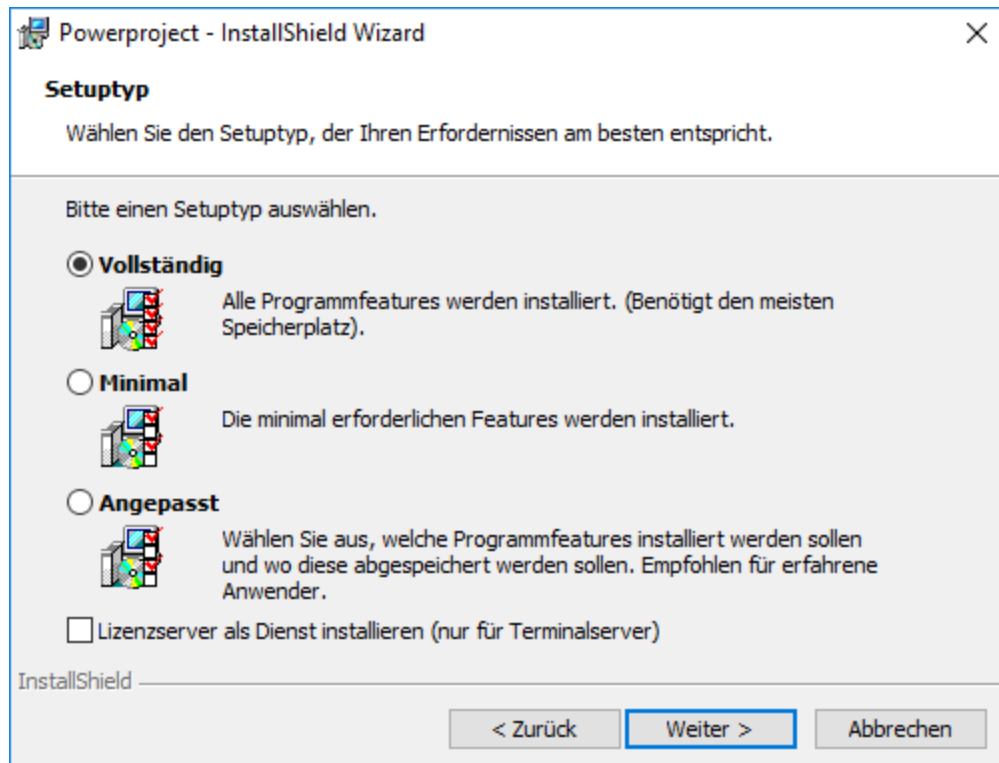 Powerproject - InstallShield Wizard
Setuptyp
Wählen Sie den Setuptyp, der Ihren Erfordernissen am besten entspricht.
Bitte einen Setuptyp auswählen.
Vollständig
Alle Programmfeatures werden installiert. (Benötigt den meisten
Speicherplatz).
Minimal
Die minimal erforderlichen Features werden installiert.
Angepasst
Wählen Sie aus, welche Programmfeatures installiert werden sollen
und wo diese abgespeichert werden sollen. Empfohlen für erfahrene
Anwender.
Lizenzserver als Dienst installieren (nur für Terminalserver)
InstallShield
< Zurück Weiter > Abbrechen